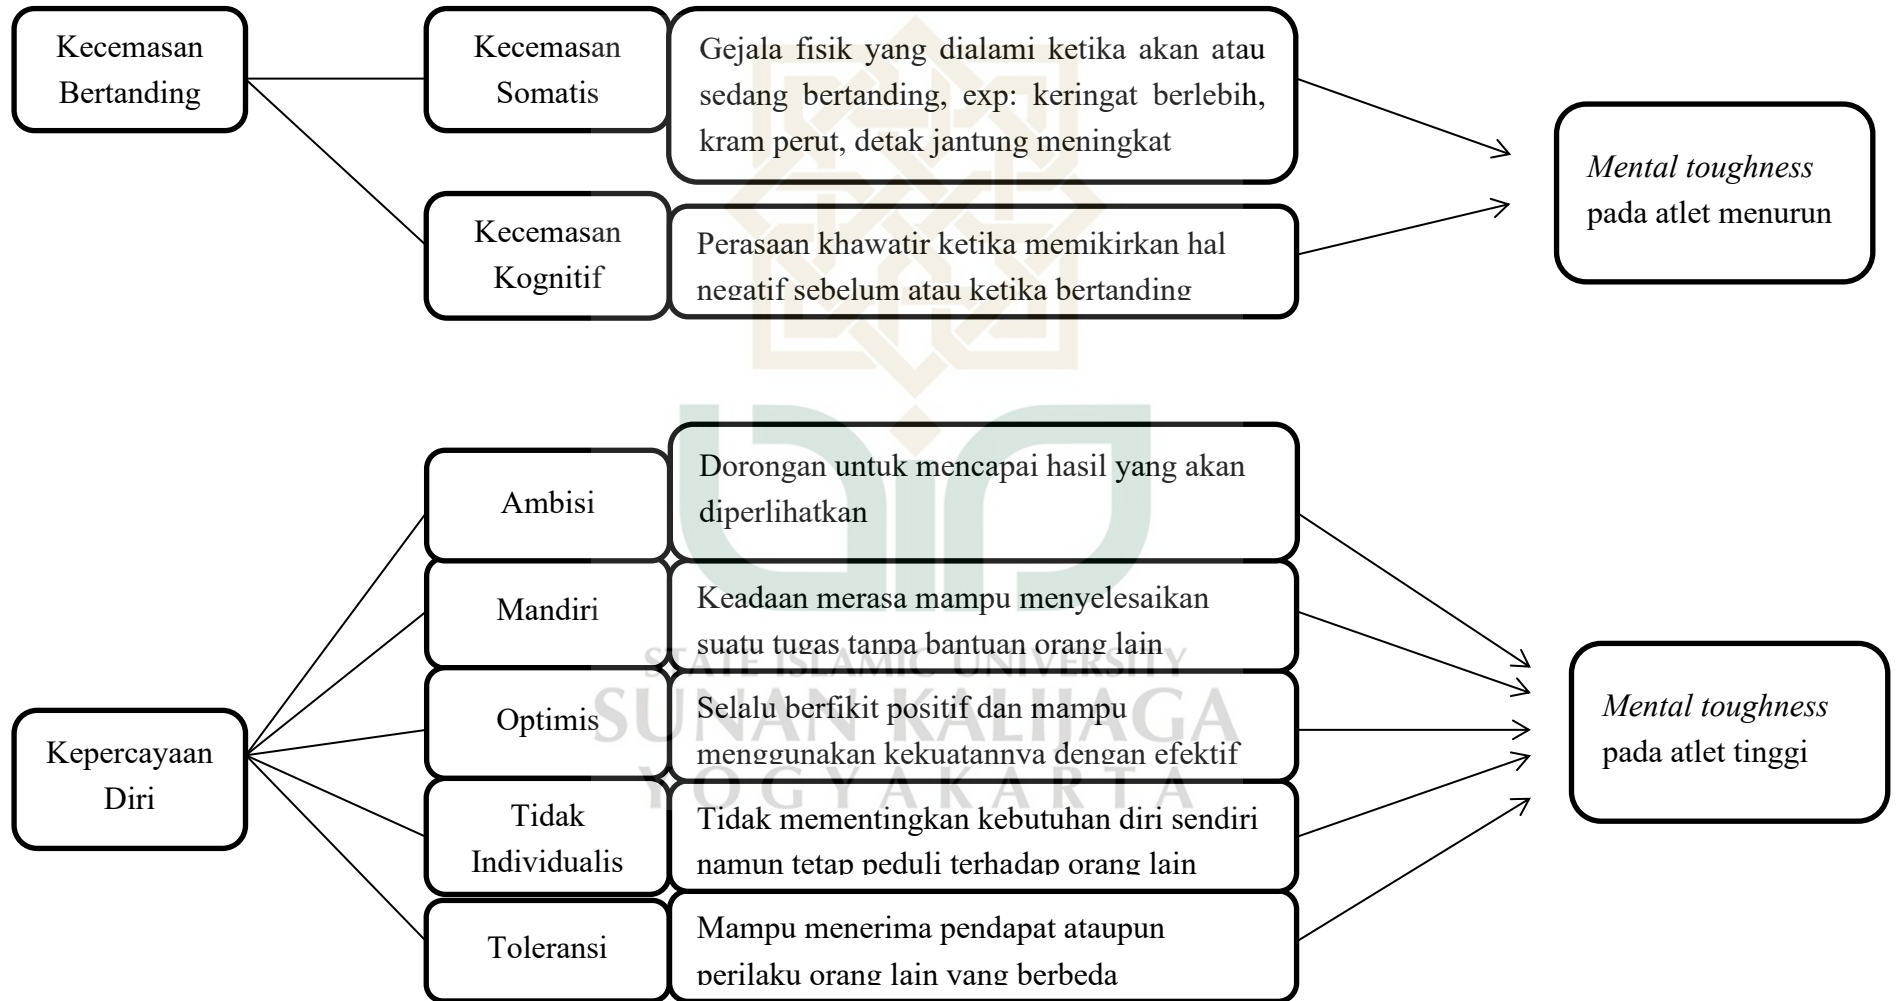 Kecemasan
Bertanding
Kecemasan
Somatis
Gejala fisik yang dialami ketika akan atau
sedang bertanding, exp: keringat berlebih,
kram perut, detak jantung meningkat
Kecemasan
Kognitif
Perasaan khawatir ketika memikirkan hal
negatif sebelum atau ketika bertanding
Mental toughness
pada atlet menurun
Kepercayaan
Diri
Ambisi
Dorongan untuk mencapai hasil yang akan
diperlihatkan
Mandiri
Keadaan merasa mampu menyelesaikan
suatu tugas tanpa bantuan orang lain
Optimis
Selalu berfikit positif dan mampu
menggunakan kekuatannya dengan efektif
Tidak
Individualis
Tidak mementingkan kebutuhan diri sendiri
namun tetap peduli terhadap orang lain
Toleransi
Mampu menerima pendapat ataupun
perilaku orang lain yang berbeda
Mental toughness
pada atlet tinggi
STATE ISLAMIC UNIVERSITY
SUNAN KALIJAGA
YOGYAKARTA